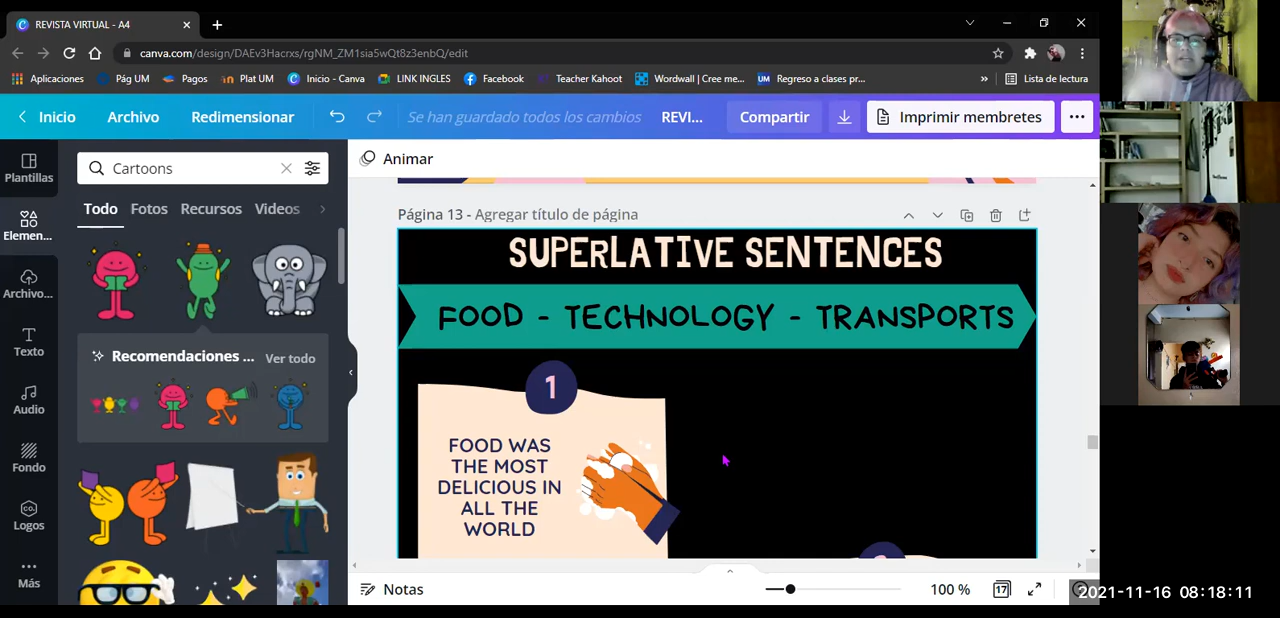 REVISTA VIRTUAL - A4
canva.com/design/DAEv3Hacrxs/rgNM_ZM1sia5wQt8z3enbQ/edit
Aplicaciones Pág UM Pagos Plat UM Inicio - Canva LINK INGLES Facebook Teacher Kahoot Wordwall | Cree me... UM Regreso a clases pr... » Lista de lectura
Inicio Archivo Redimensionar Se han guardado todos los cambios REVI... Compartir Imprimir membretes
Plantillas
Elemen...
Archivo...
Texto
Audio
Fondo
Logos
Más
Cartoons
Todo Fotos Recursos Videos
Recomendaciones ... Ver todo
Animar
Página 13 - Agregar título de página
SUPERLATIVE SENTENCES
FOOD - TECHNOLOGY - TRANSPORTS
1
FOOD WAS
THE MOST
DELICIOUS IN
ALL THE
WORLD
Notas 100 % 17
2021-11-16 08:18:11